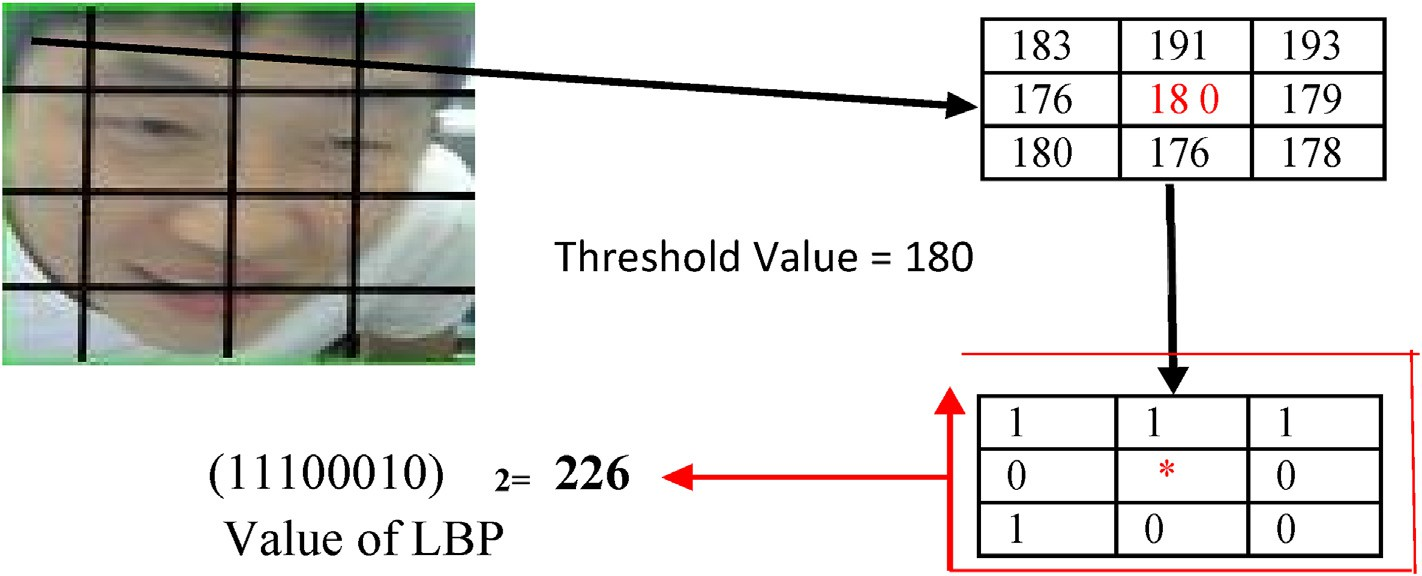 183 191 193
176 18 0 179
180 176 178
Threshold Value = 180
1 1 1
0 * 0
1 0 0
(11100010) 2= 226
Value of LBP